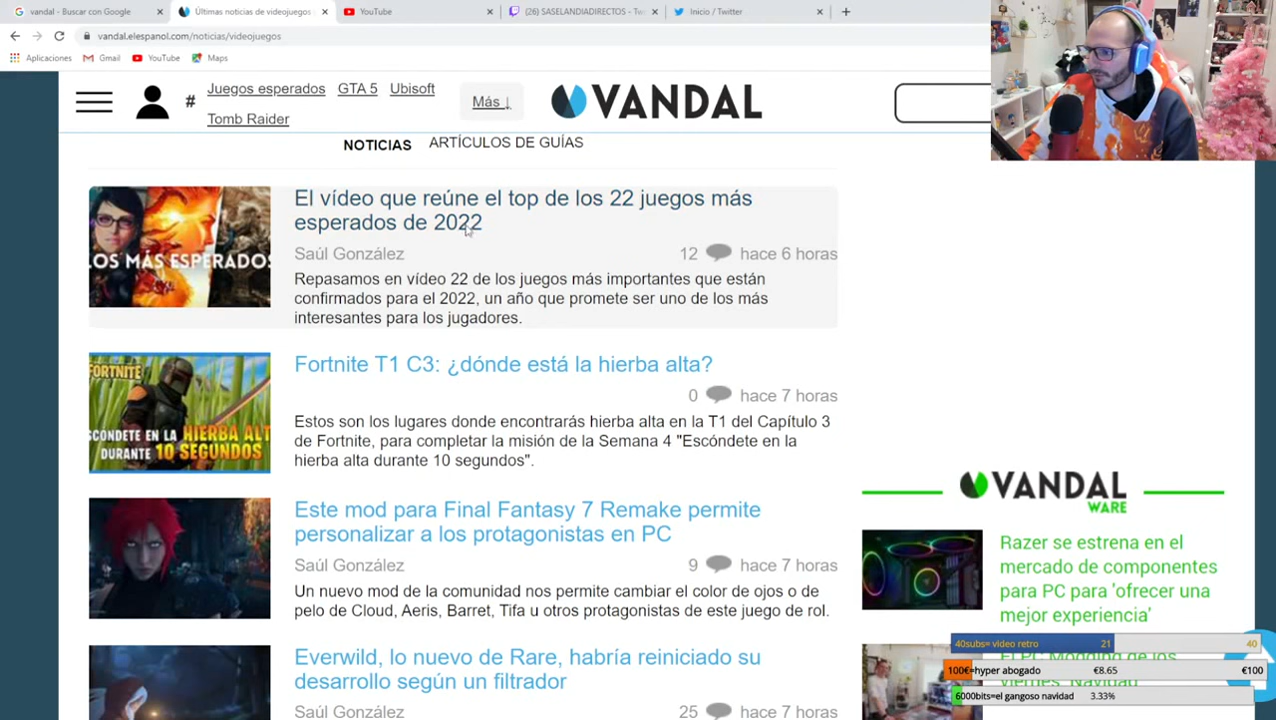 vandal - Buscar con Google
Últimas noticias de videojuegos
YouTube
(26) SASELANDIADIRECTOS - Tw
Inicio / Twitter
vandal.elespanol.com/noticias/videojuegos
Aplicaciones
Gmail
YouTube
Maps
# Juegos esperados GTA 5 Ubisoft
Tomb Raider
Más ↓
VANDAL
NOTICIAS ARTÍCULOS DE GUÍAS
LOS MÁS ESPERADOS
El vídeo que reúne el top de los 22 juegos más
esperados de 2022
Saúl González 12 hace 6 horas
Repasamos en vídeo 22 de los juegos más importantes que están
confirmados para el 2022, un año que promete ser uno de los más
interesantes para los jugadores.
FORTNITE
SCÓNDETE EN LA HIERBA ALT
DURANTE 10 SEGUNDOS
Fortnite T1 C3: ¿dónde está la hierba alta?
0 hace 7 horas
Estos son los lugares donde encontrarás hierba alta en la T1 del Capítulo 3
de Fortnite, para completar la misión de la Semana 4 "Escóndete en la
hierba alta durante 10 segundos".
Este mod para Final Fantasy 7 Remake permite
personalizar a los protagonistas en PC
Saúl González 9 hace 7 horas
Un nuevo mod de la comunidad nos permite cambiar el color de ojos o de
pelo de Cloud, Aeris, Barret, Tifa u otros protagonistas de este juego de rol.
Everwild, lo nuevo de Rare, habría reiniciado su
desarrollo según un filtrador
Saúl González 25 hace 7 horas
VANDAL
WARE
Razer se estrena en el
mercado de componentes
para PC para 'ofrecer una
mejor experiencia'
El PC Modding de los
Viernes: Navidad
40subs= video retro 21 40
100€=hyper abogado €8.65 €100
6000bits=el gangoso navidad 3.33%